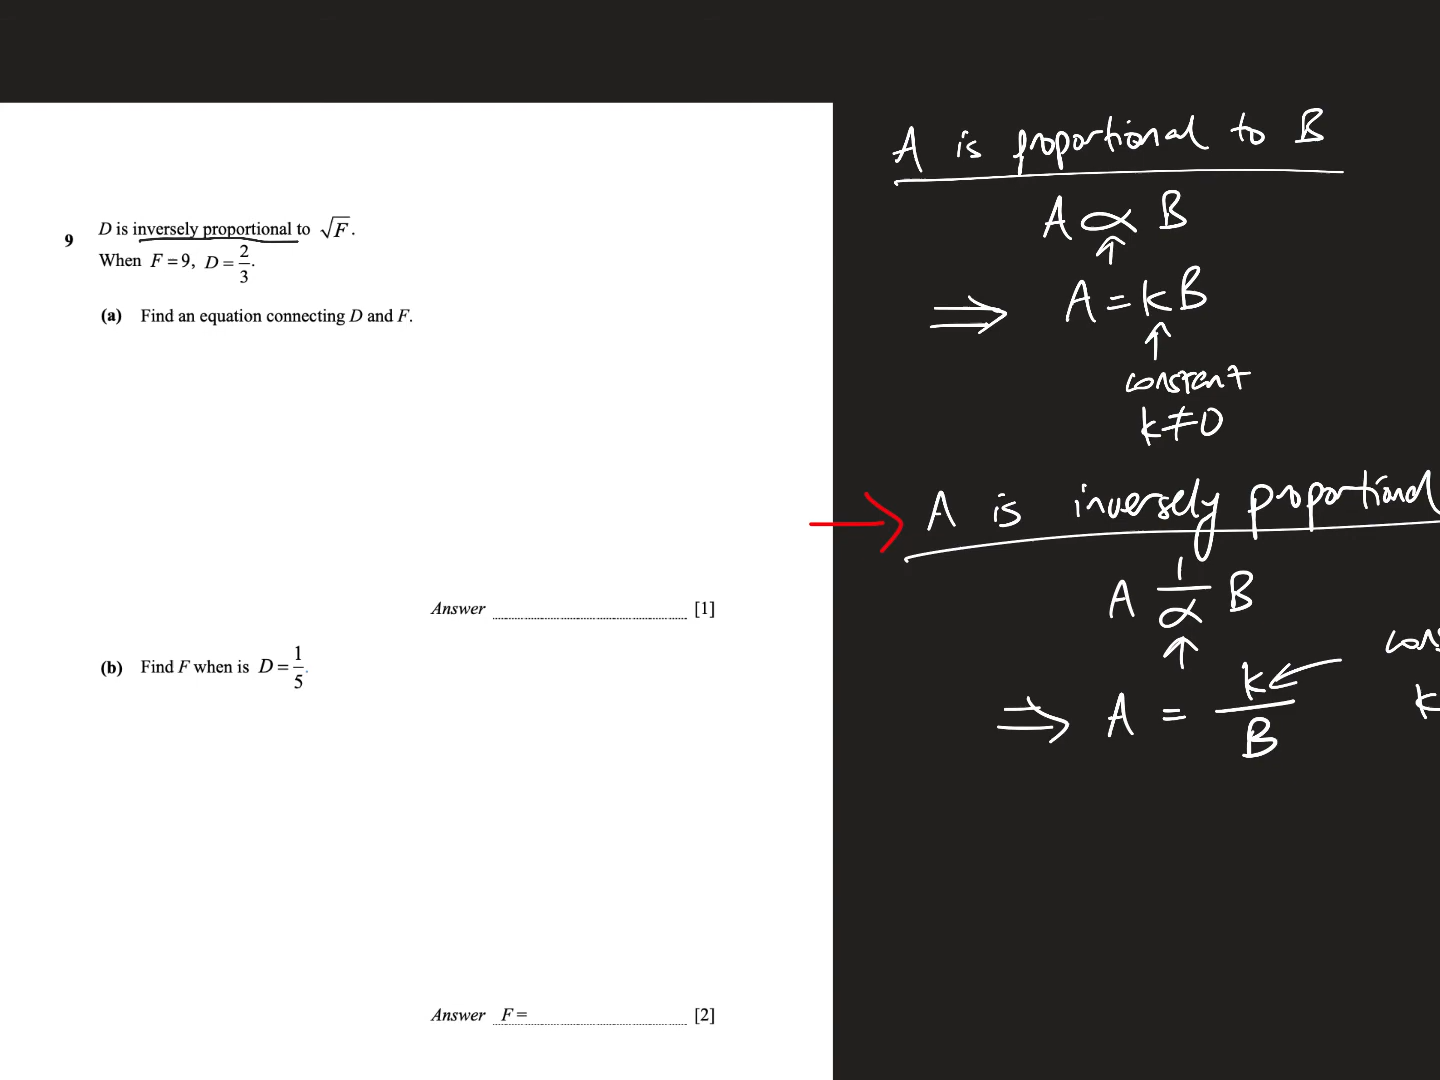 9 D is inversely proportional to √F.
When F = 9, D = 2/3.
(a) Find an equation connecting D and F.
Answer ........ [1]
(b) Find F when is D = 1/5.
Answer F = ........ [2]
A is proportional to B
A ∝ B
⇒ A = kB
constant
k ≠ 0
A is inversely proportional
A 1/∝ B
cons
⇒ A = k/B
k